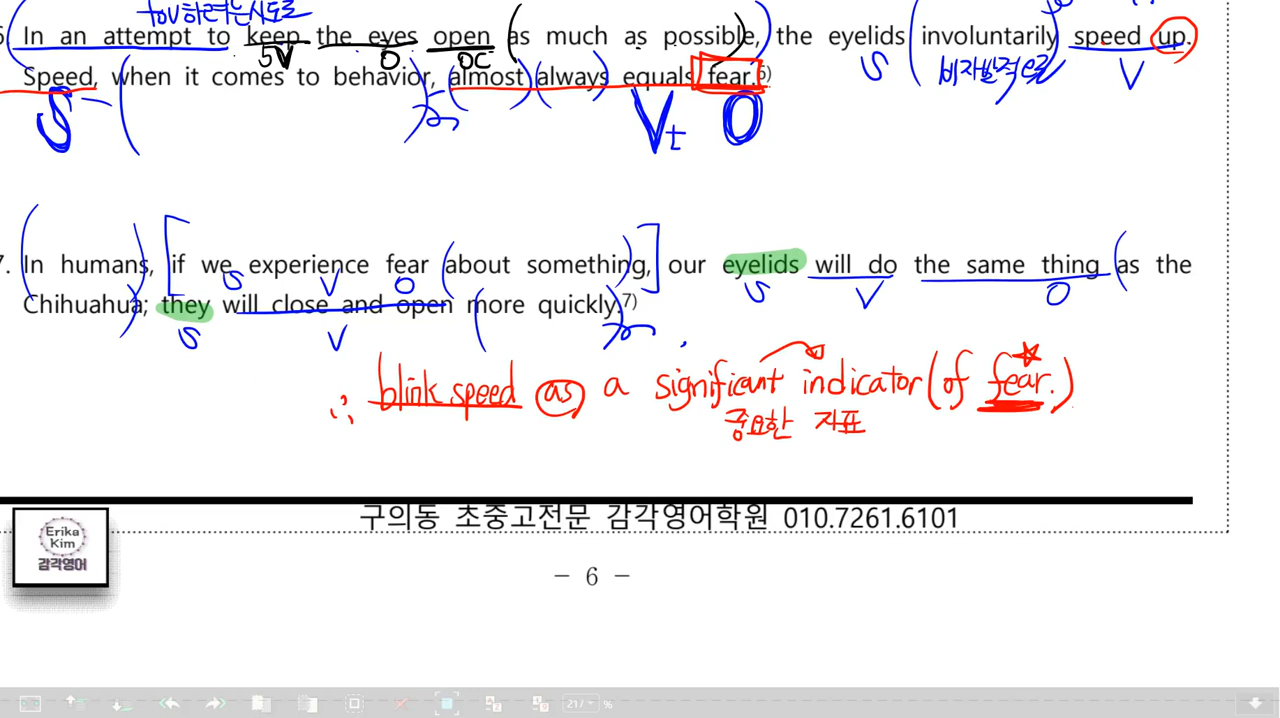 to V하려는 시도로
In an attempt to keep the eyes open as much as possible, the eyelids involuntarily speed up.
5V O OC S 비자발적으로 V
Speed, when it comes to behavior, almost always equals fear.6)
S Vt O
7. In humans, if we experience fear about something, our eyelids will do the same thing as the
S V O S V O
Chihuahua; they will close and open more quickly.7)
S V
∴ blink speed as a significant indicator (of fear.)
중요한 지표
구의동 초중고전문 감각영어학원 010.7261.6101
Erika
Kim
감각영어
- 6 -
217 %